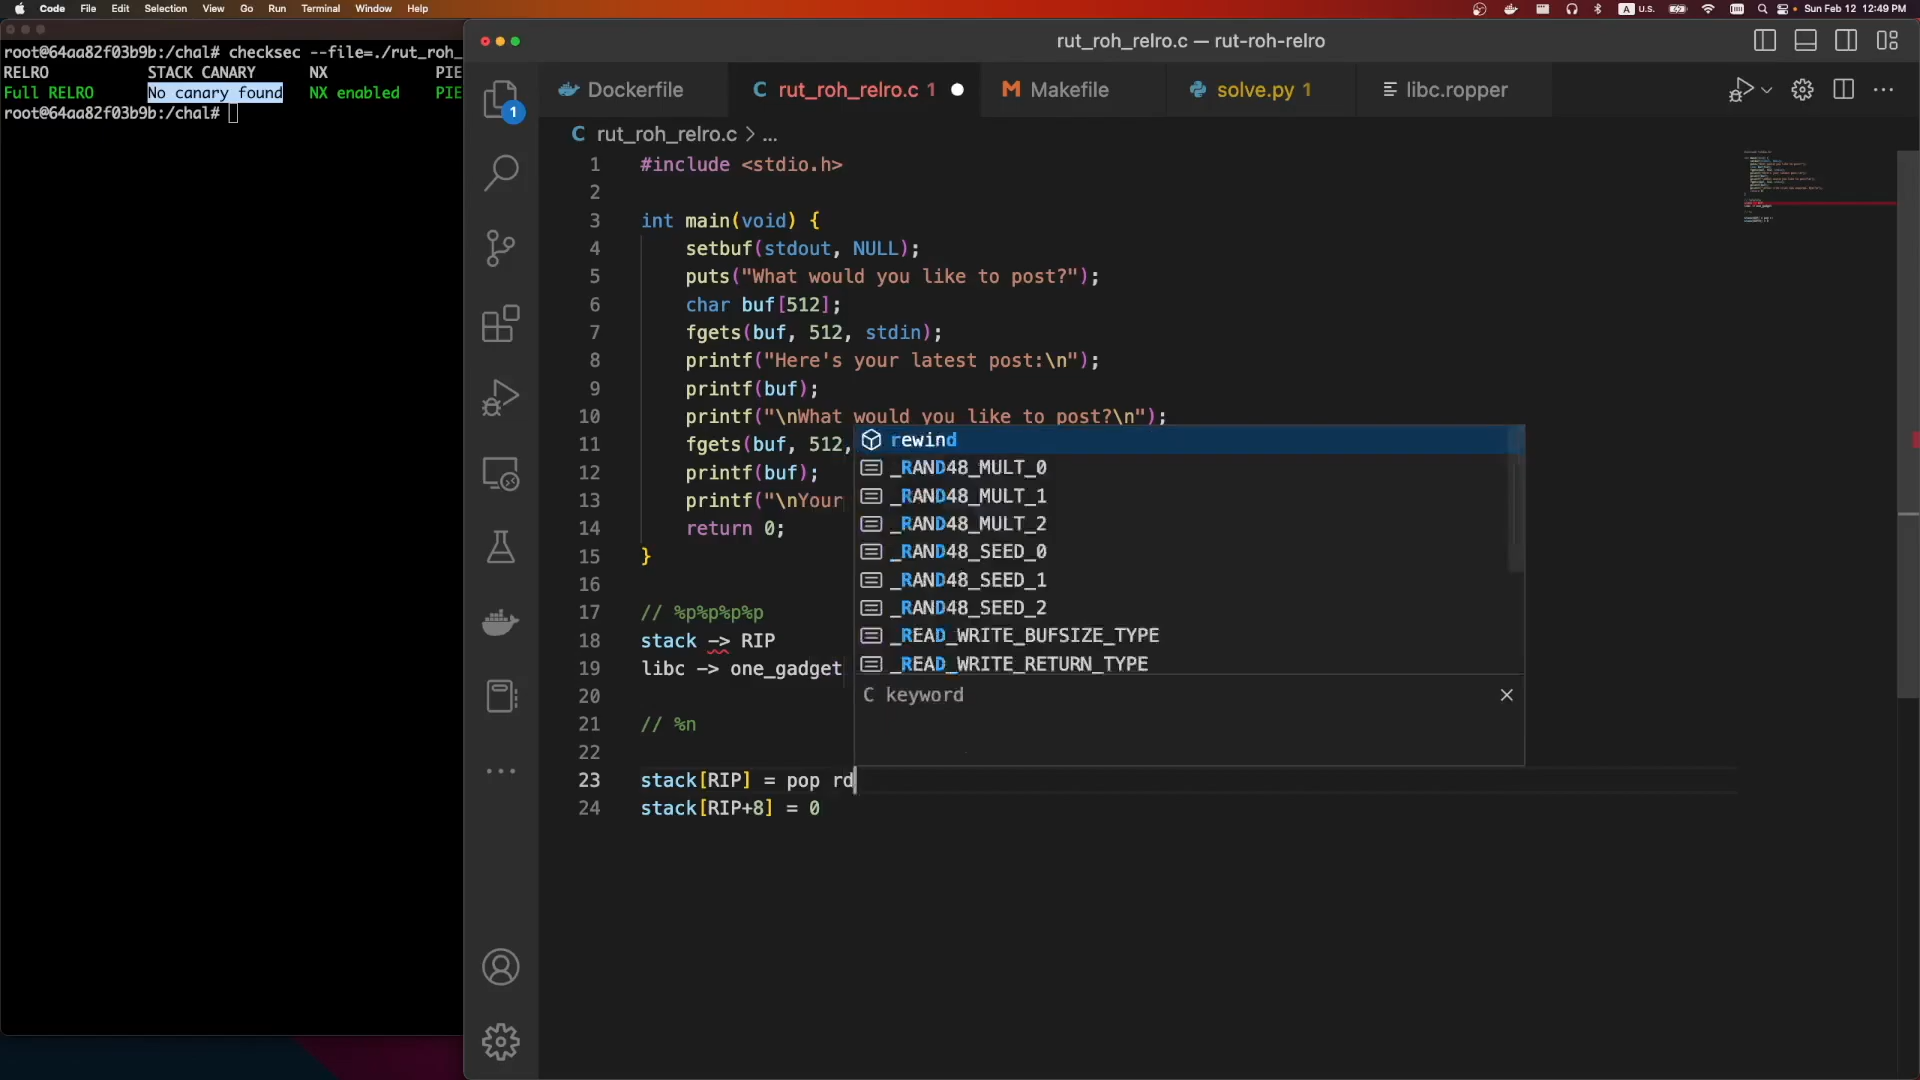 Code File Edit Selection View Go Run Terminal Window Help
A U.S. Sun Feb 12 12:49 PM
root@64aa82f03b9b:/chal# checksec --file=./rut_roh_
RELRO STACK CANARY NX PIE
Full RELRO No canary found NX enabled PIE
root@64aa82f03b9b:/chal#
rut_roh_relro.c — rut-roh-relro
Dockerfile C rut_roh_relro.c 1 M Makefile solve.py 1 libc.ropper
1
C rut_roh_relro.c > ...
1 #include <stdio.h>
2
3 int main(void) {
4 setbuf(stdout, NULL);
5 puts("What would you like to post?");
6 char buf[512];
7 fgets(buf, 512, stdin);
8 printf("Here's your latest post:\n");
9 printf(buf);
10 printf("\nWhat would you like to post?\n");
11 fgets(buf, 512,
12 printf(buf);
13 printf("\nYour
14 return 0;
15 }
16
17 // %p%p%p%p
18 stack -> RIP
19 libc -> one_gadget
20
21 // %n
22
23 stack[RIP] = pop rd
24 stack[RIP+8] = 0
rewind
_RAND48_MULT_0
_RAND48_MULT_1
_RAND48_MULT_2
_RAND48_SEED_0
_RAND48_SEED_1
_RAND48_SEED_2
_READ_WRITE_BUFSIZE_TYPE
_READ_WRITE_RETURN_TYPE
C keyword